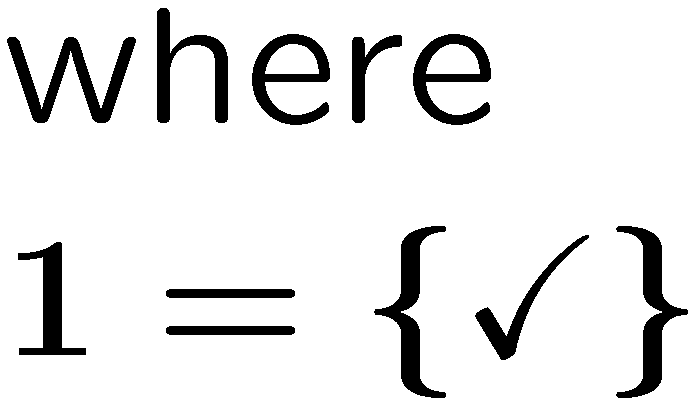 where
1 = {✓}